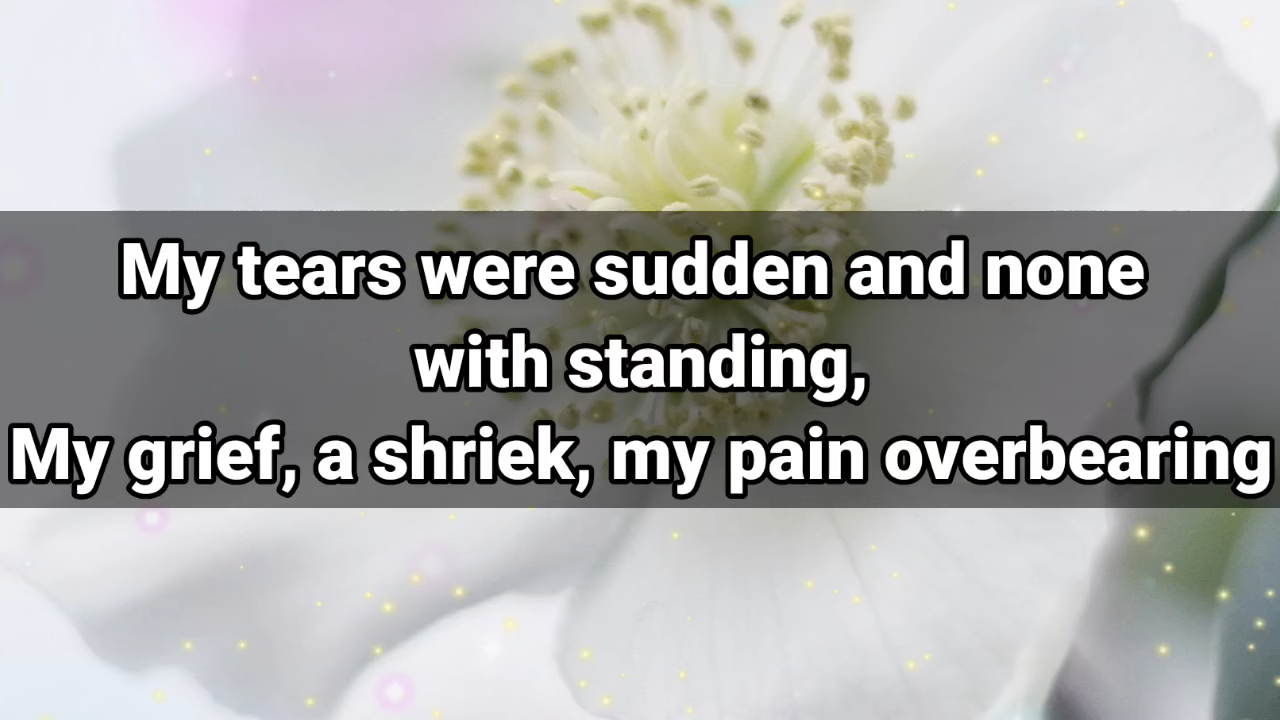 My tears were sudden and none
with standing,
My grief, a shriek, my pain overbearing